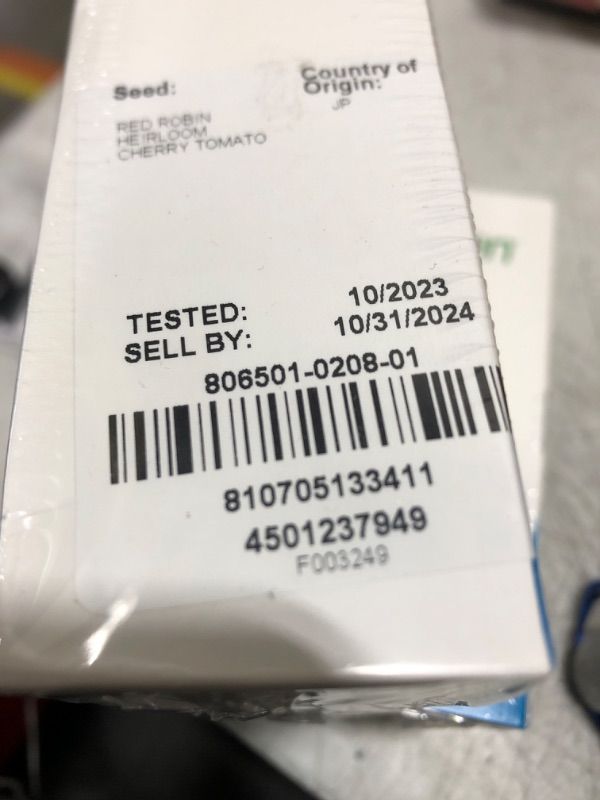 Seed:
RED ROBIN
HEIRLOOM
CHERRY TOMATO
Country of
Origin:
JP
TESTED: 10/2023
SELL BY: 10/31/2024
806501-0208-01
810705133411
4501237949
F003249